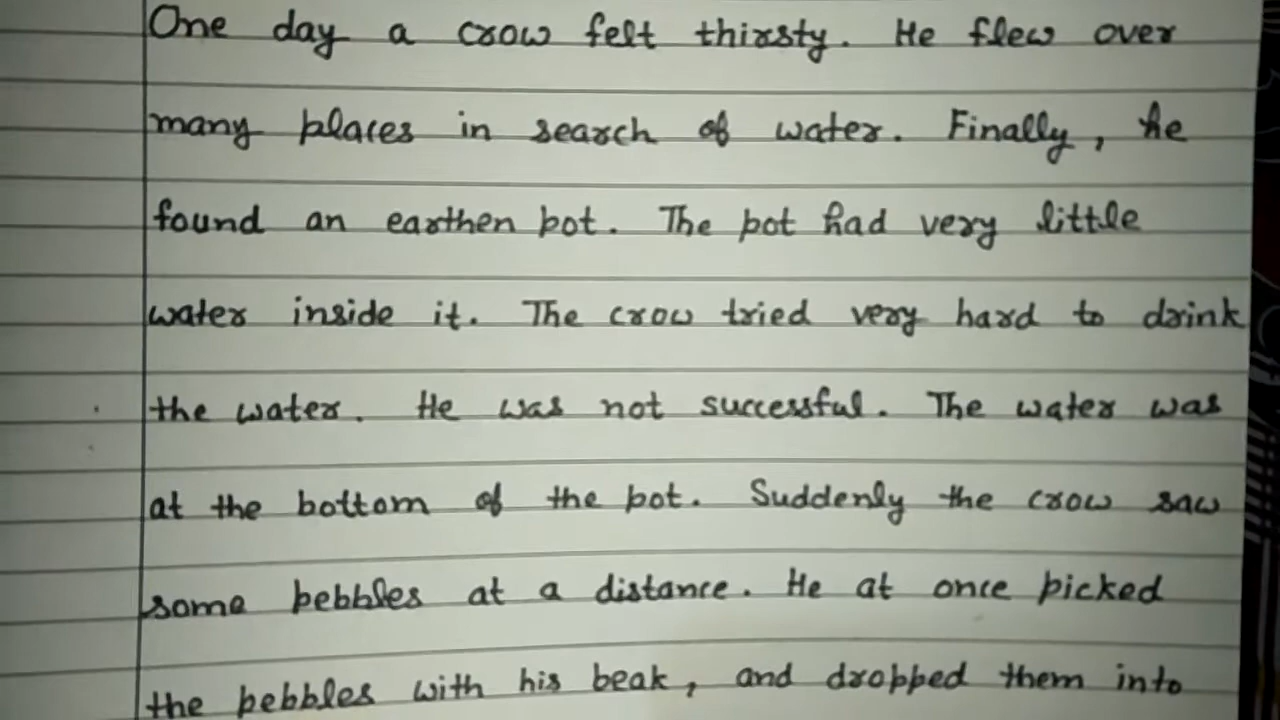 One day a crow felt thirsty. He flew over
many places in search of water. Finally, he
found an earthen pot. The pot had very little
water inside it. The crow tried very hard to drink
the water. He was not successful. The water was
at the bottom of the pot. Suddenly the crow saw
some pebbles at a distance. He at once picked
the pebbles with his beak, and dropped them into